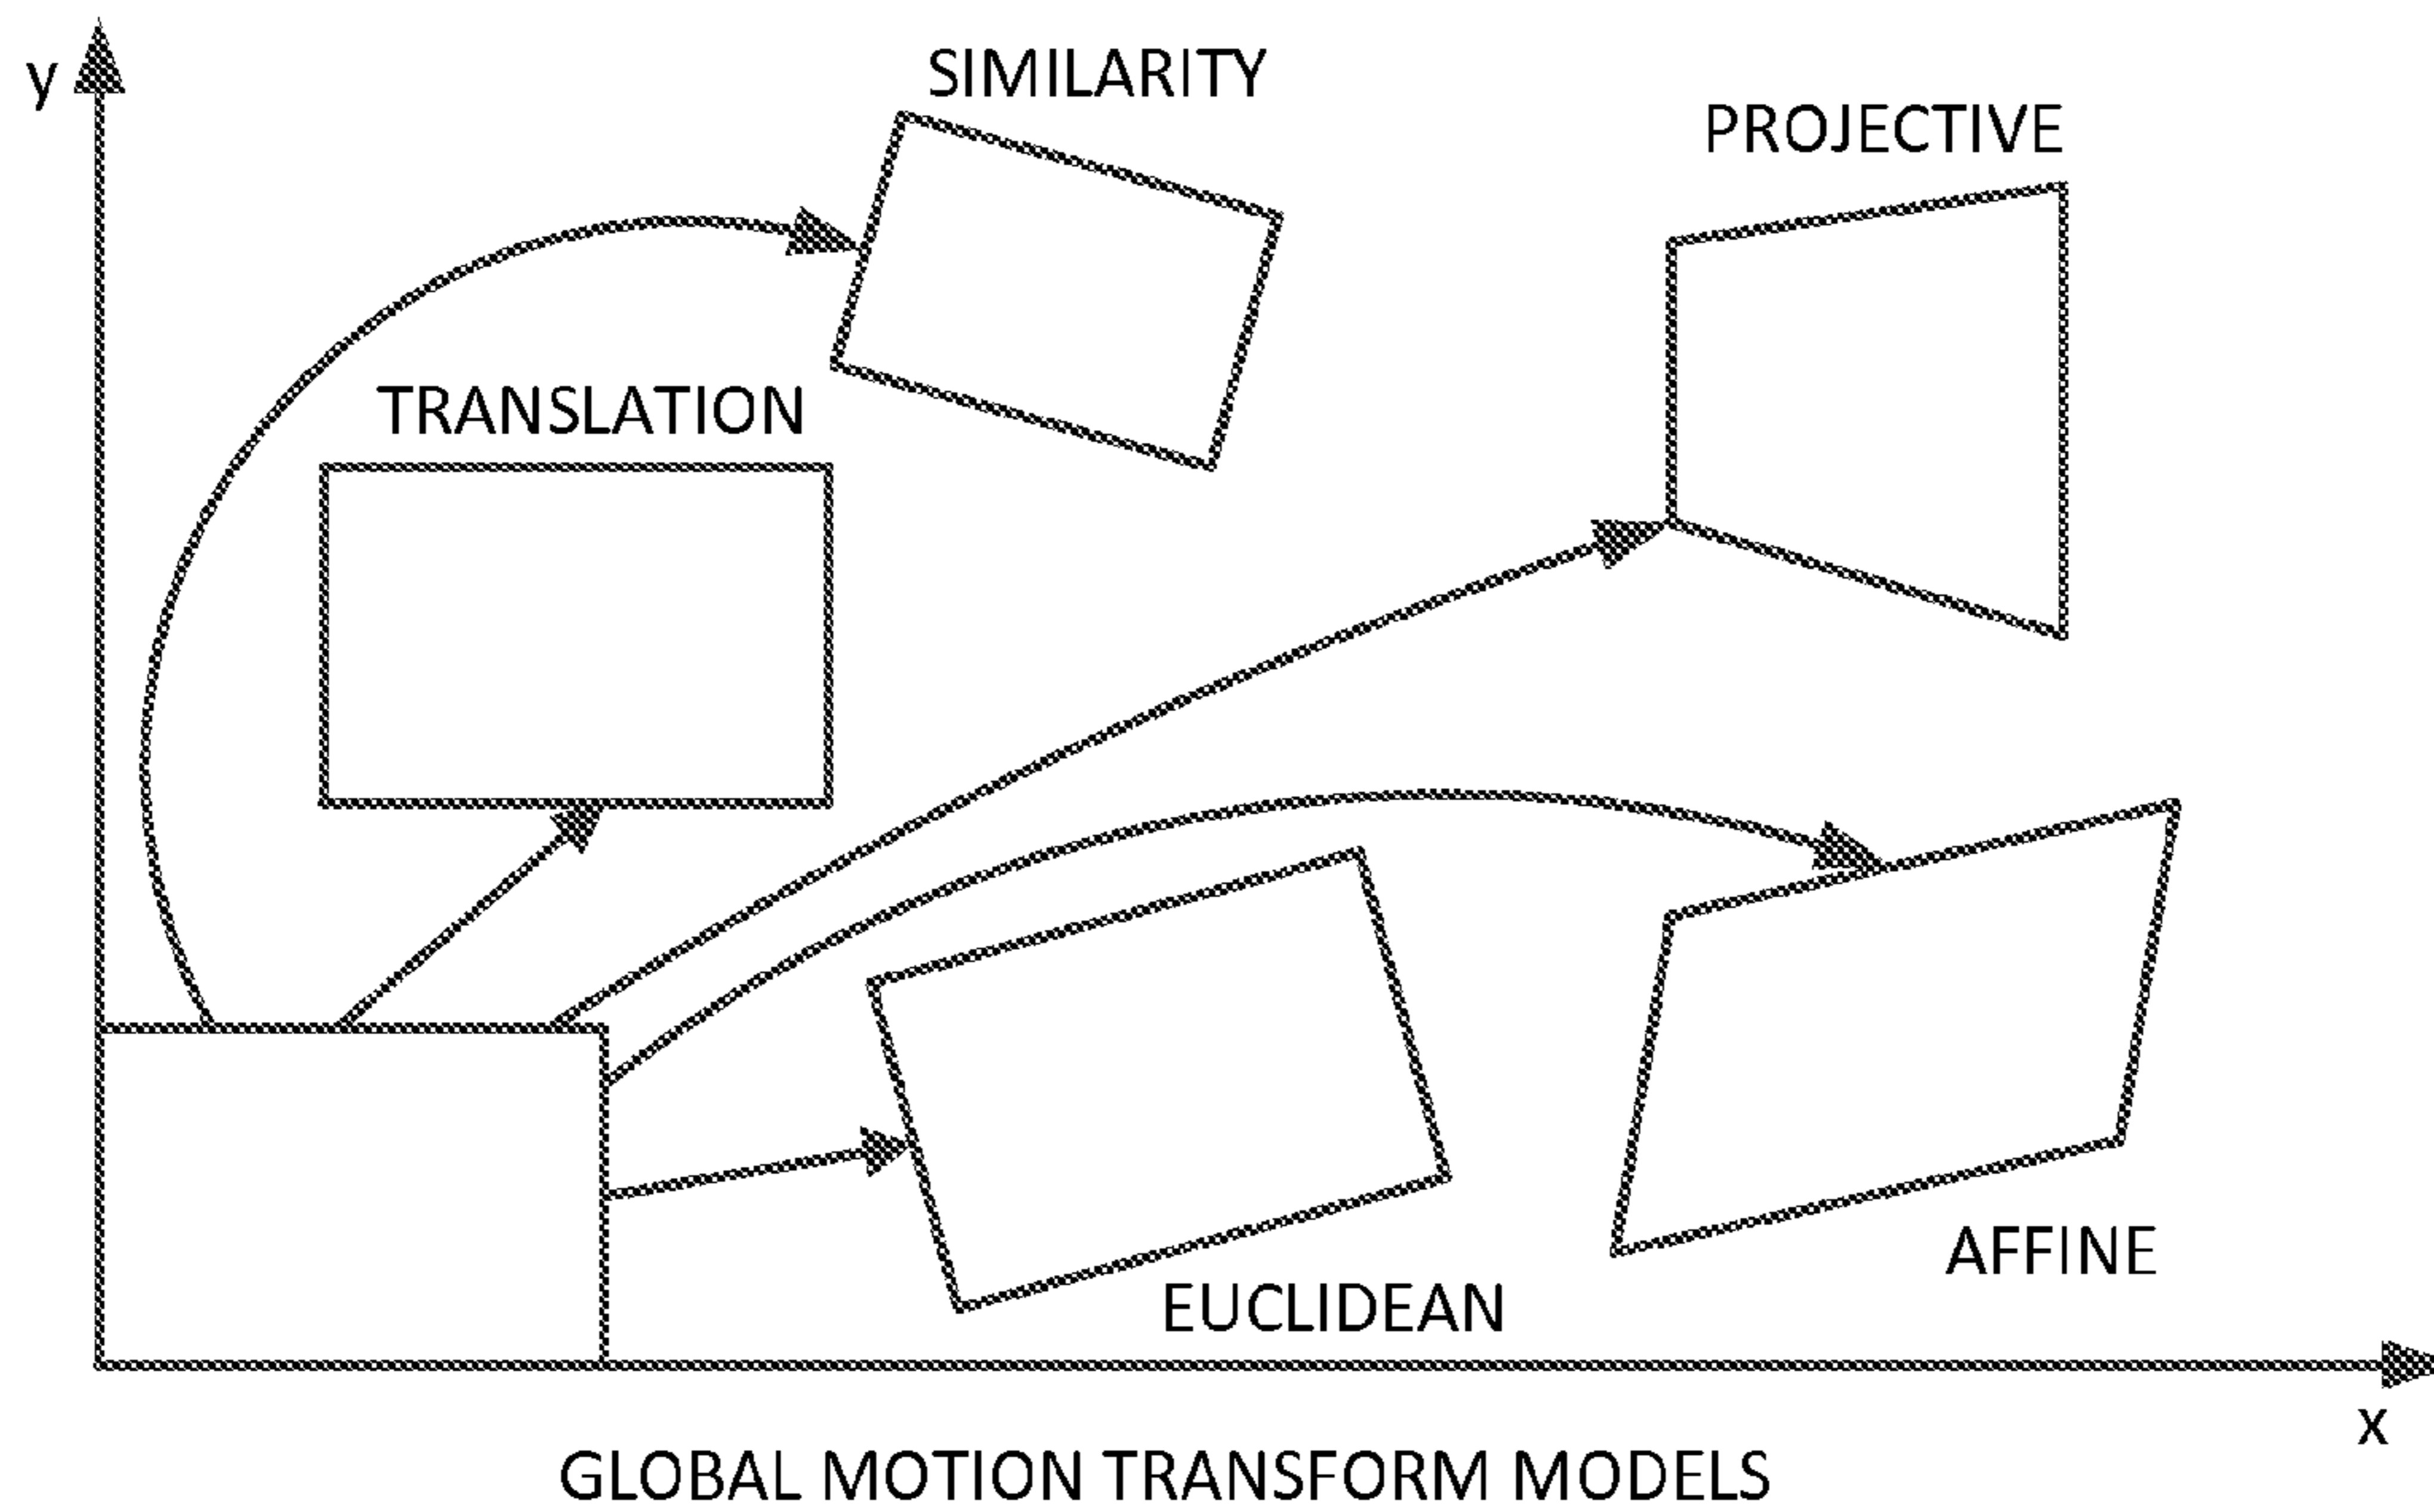 y
SIMILARITY
PROJECTIVE
TRANSLATION
AFFINE
EUCLIDEAN
x
GLOBAL MOTION TRANSFORM MODELS